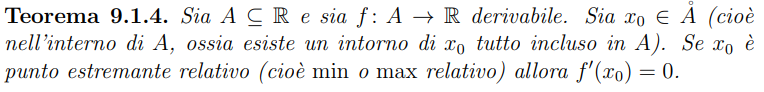 Teorema 9.1.4. Sia A ⊆ ℝ e sia f: A → ℝ derivabile. Sia x₀ ∈ Å (cioè
nell'interno di A, ossia esiste un intorno di x₀ tutto incluso in A). Se x₀ è
punto estremante relativo (cioè min o max relativo) allora f′(x₀) = 0.